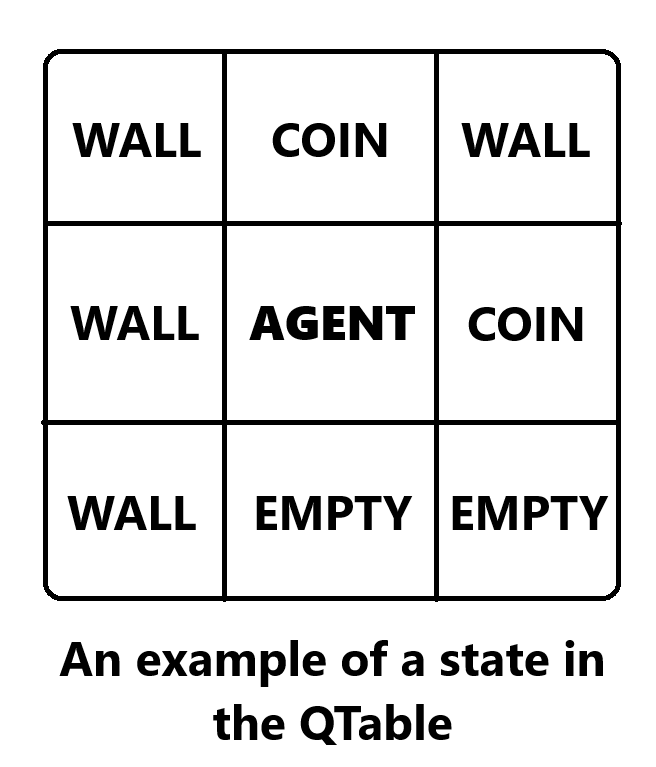 WALL COIN WALL
WALL AGENT COIN
WALL EMPTY EMPTY
An example of a state in
the QTable